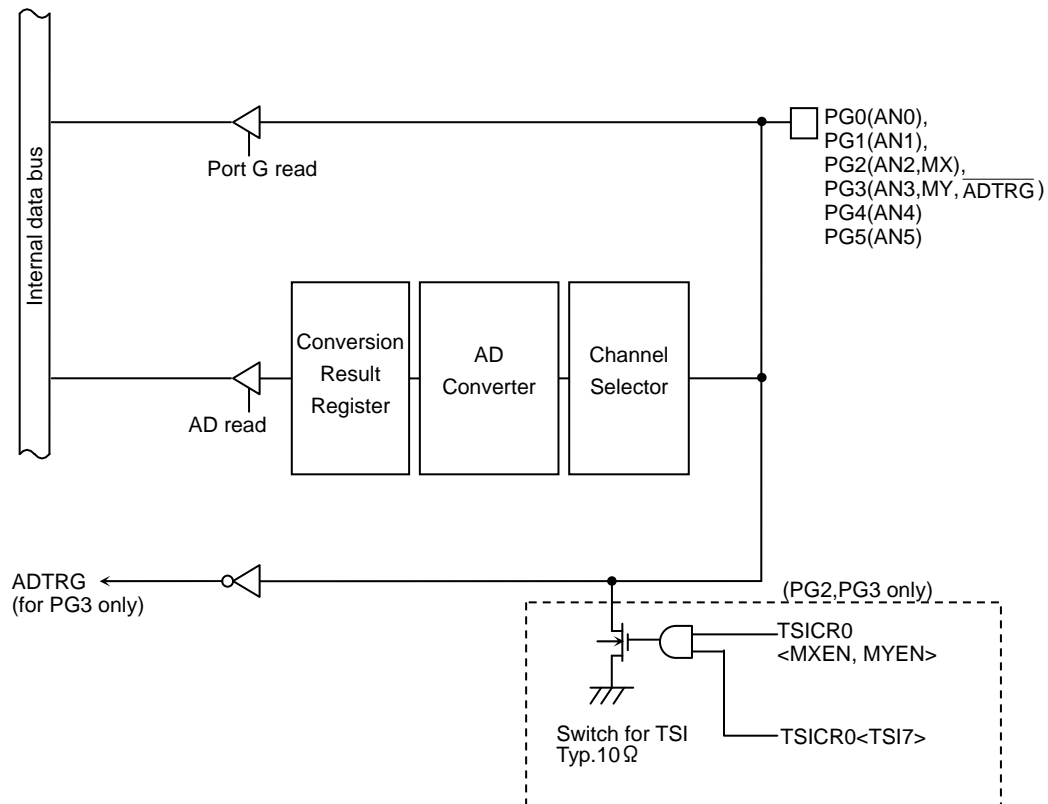 Internal data bus
Port G read
PG0(AN0),
PG1(AN1),
PG2(AN2,MX),
PG3(AN3,MY, ADTRG)
PG4(AN4)
PG5(AN5)
Conversion
Result
Register
AD
Converter
Channel
Selector
AD read
ADTRG
(for PG3 only)
(PG2,PG3 only)
TSICR0
<MXEN, MYEN>
Switch for TSI
Typ.10Ω
TSICR0<TSI7>